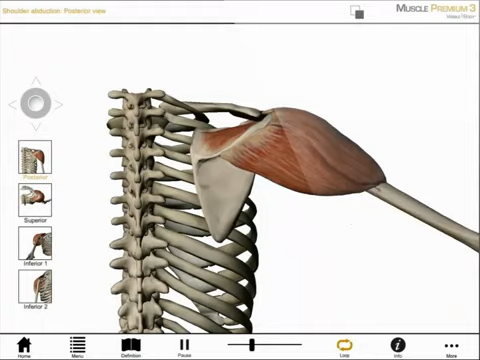 Shoulder abduction: Posterior view
MUSCLE PREMIUM 3
Visible Body
Posterior
Superior
Inferior 1
Inferior 2
Home
Menu
Definition
Pause
Loop
Info
More